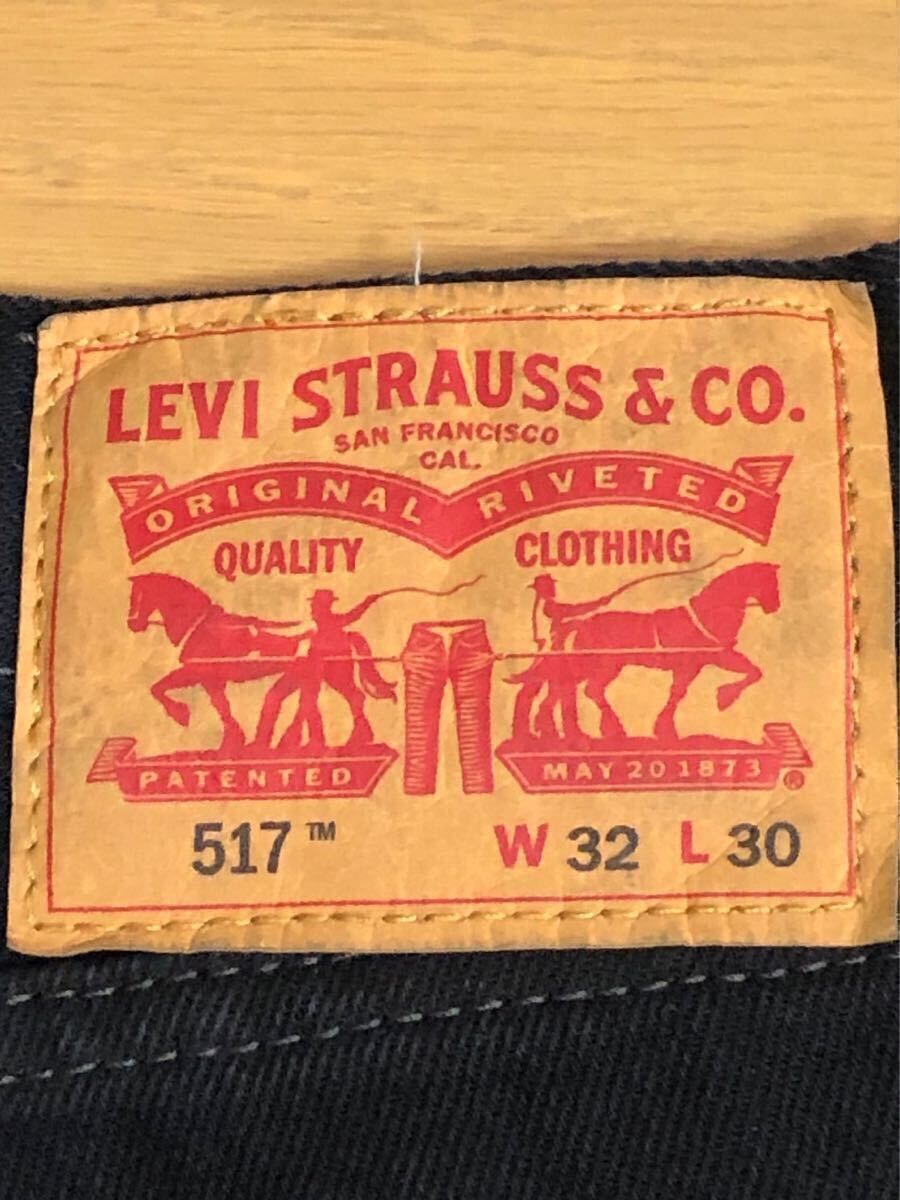 LEVI STRAUSS & CO.
SAN FRANCISCO
CAL.
ORIGINAL RIVETED
QUALITY CLOTHING
PATENTED MAY 20 1873 ®
517™ W 32 L 30